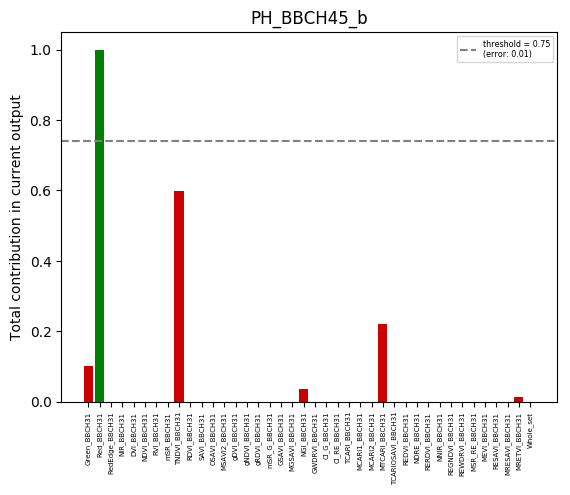 PH_BBCH45_b
threshold = 0.75
(error: 0.01)
Total contribution in current output
1.0
0.8
0.6
0.4
0.2
0.0
Green_BBCH31
Red_BBCH31
RedEdge_BBCH31
NIR_BBCH31
DVI_BBCH31
NDVI_BBCH31
RVI_BBCH31
mSR_BBCH31
TNDVI_BBCH31
RDVI_BBCH31
SAVI_BBCH31
OSAVI_BBCH31
MSAVI2_BBCH31
gDVI_BBCH31
gNDVI_BBCH31
gRDVI_BBCH31
mSR_G_BBCH31
GSAVI_BBCH31
MGSAVI_BBCH31
NGI_BBCH31
GWDRVI_BBCH31
CI_G_BBCH31
CI_RE_BBCH31
TCARI_BBCH31
MCARI1_BBCH31
MCARI2_BBCH31
MTCARI_BBCH31
TCARIOSAVI_BBCH31
REDVI_BBCH31
NDRE_BBCH31
RERDVI_BBCH31
NNIR_BBCH31
REGNDVI_BBCH31
REWDRVI_BBCH31
MSR_RE_BBCH31
MEVI_BBCH31
RESAVI_BBCH31
MRESAVI_BBCH31
MRETVI_BBCH31
Whole_set